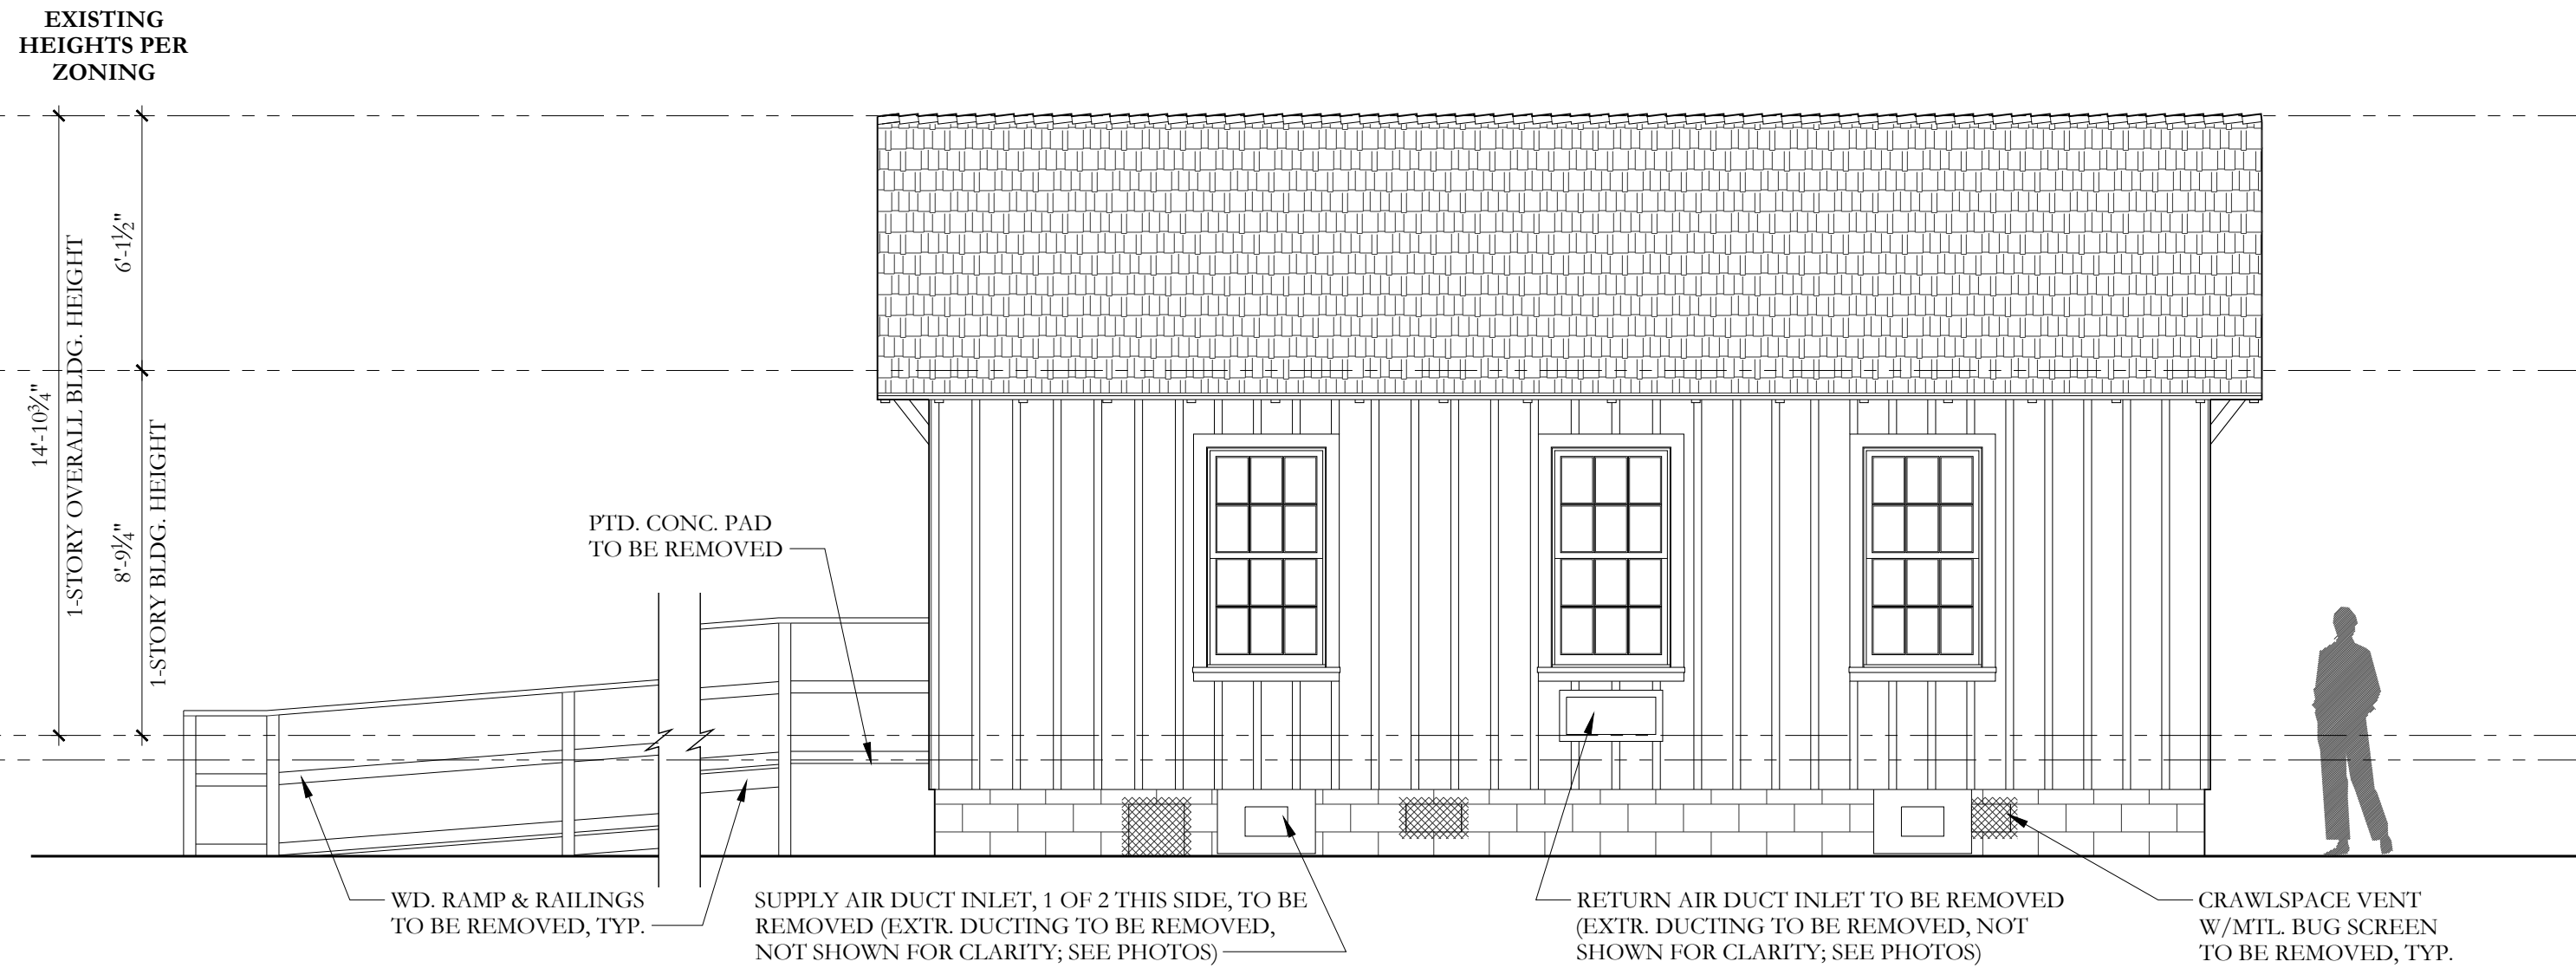 EXISTING
HEIGHTS PER
ZONING
14'-10¾"
1-STORY OVERALL BLDG. HEIGHT
6'-1½"
8'-9¼"
1-STORY BLDG. HEIGHT
PTD. CONC. PAD
TO BE REMOVED
WD. RAMP & RAILINGS
TO BE REMOVED, TYP.
SUPPLY AIR DUCT INLET, 1 OF 2 THIS SIDE, TO BE
REMOVED (EXTR. DUCTING TO BE REMOVED,
NOT SHOWN FOR CLARITY; SEE PHOTOS)
RETURN AIR DUCT INLET TO BE REMOVED
(EXTR. DUCTING TO BE REMOVED, NOT
SHOWN FOR CLARITY; SEE PHOTOS)
CRAWLSPACE VENT
W/MTL. BUG SCREEN
TO BE REMOVED, TYP.